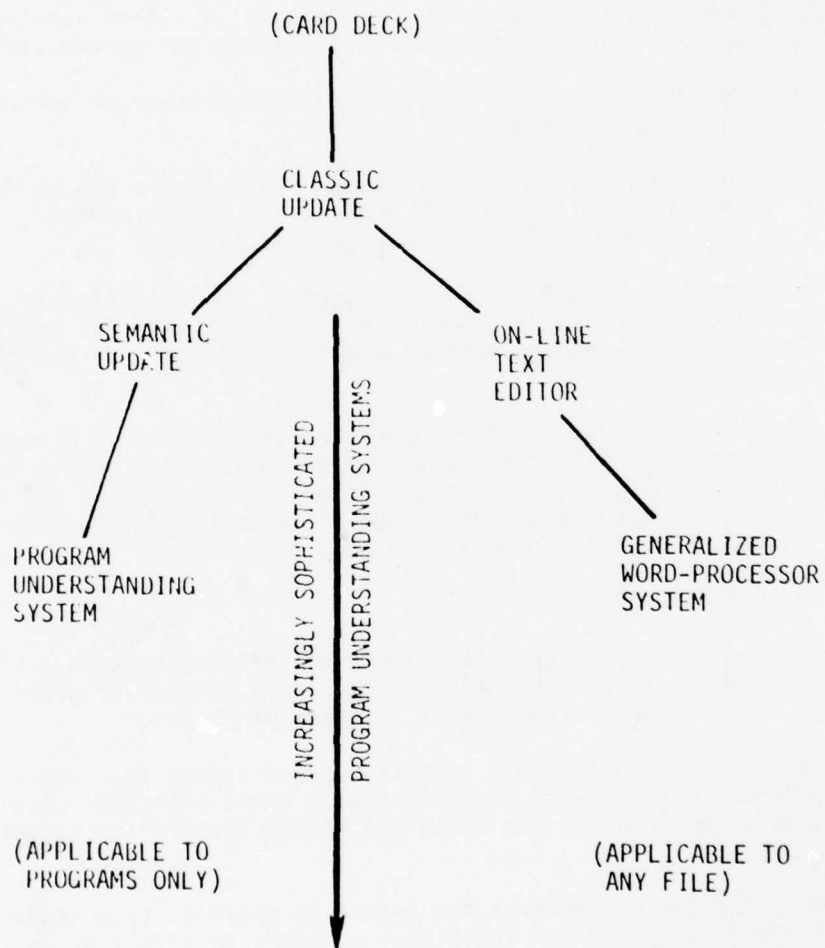 (CARD DECK)
CLASSIC
UPDATE
SEMANTIC
UPDATE
ON-LINE
TEXT
EDITOR
PROGRAM
UNDERSTANDING
SYSTEM
INCREASINGLY SOPHISTICATED
PROGRAM UNDERSTANDING SYSTEMS
GENERALIZED
WORD-PROCESSOR
SYSTEM
(APPLICABLE TO
PROGRAMS ONLY)
(APPLICABLE TO
ANY FILE)